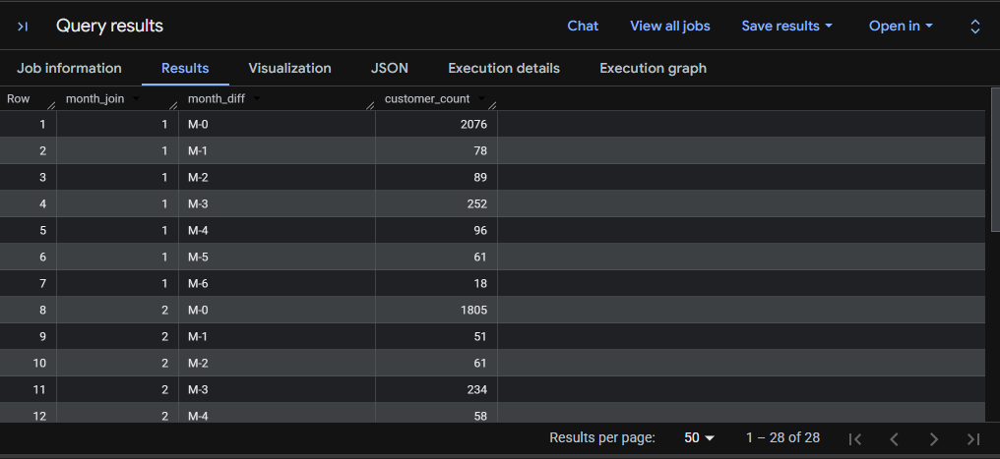 Query results Chat View all jobs Save results Open in
Job information Results Visualization JSON Execution details Execution graph
Row month_join month_diff customer_count
1 1 M-0 2076
2 1 M-1 78
3 1 M-2 89
4 1 M-3 252
5 1 M-4 96
6 1 M-5 61
7 1 M-6 18
8 2 M-0 1805
9 2 M-1 51
10 2 M-2 61
11 2 M-3 234
12 2 M-4 58
Results per page: 50 1 – 28 of 28